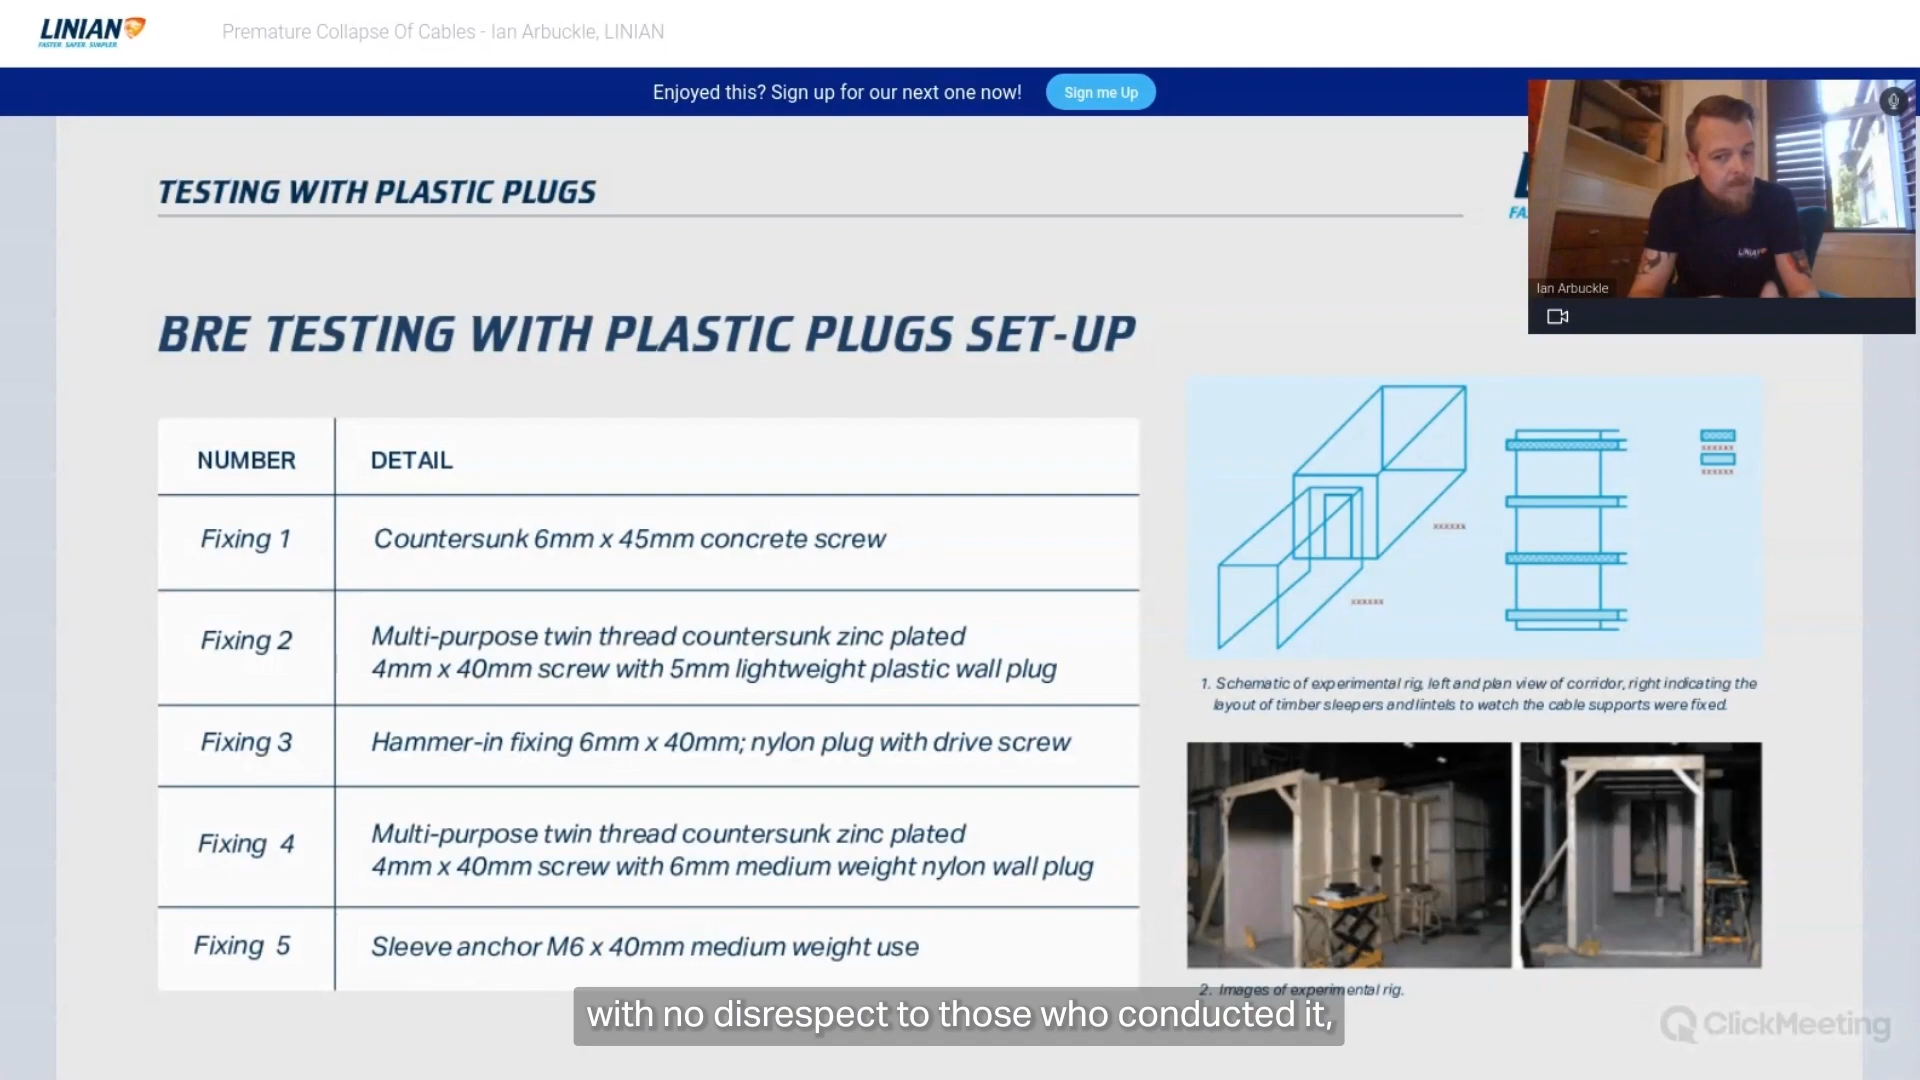 LINIAN
FASTER. SAFER. SIMPLER.
Premature Collapse Of Cables - Ian Arbuckle, LINIAN
Enjoyed this? Sign up for our next one now!
Sign me Up
TESTING WITH PLASTIC PLUGS
FA
LINIAN
Ian Arbuckle
BRE TESTING WITH PLASTIC PLUGS SET-UP
NUMBER
DETAIL
Fixing 1
Countersunk 6mm x 45mm concrete screw
Fixing 2
Multi-purpose twin thread countersunk zinc plated
4mm x 40mm screw with 5mm lightweight plastic wall plug
Fixing 3
Hammer-in fixing 6mm x 40mm; nylon plug with drive screw
Fixing 4
Multi-purpose twin thread countersunk zinc plated
4mm x 40mm screw with 6mm medium weight nylon wall plug
Fixing 5
Sleeve anchor M6 x 40mm medium weight use
xxxxxx
xxxxxx
xxxxxx
xxxxxx
1. Schematic of experimental rig, left and plan view of corridor, right indicating the
layout of timber sleepers and lintels to watch the cable supports were fixed.
2. Images of experimental rig.
with no disrespect to those who conducted it,
ClickMeeting